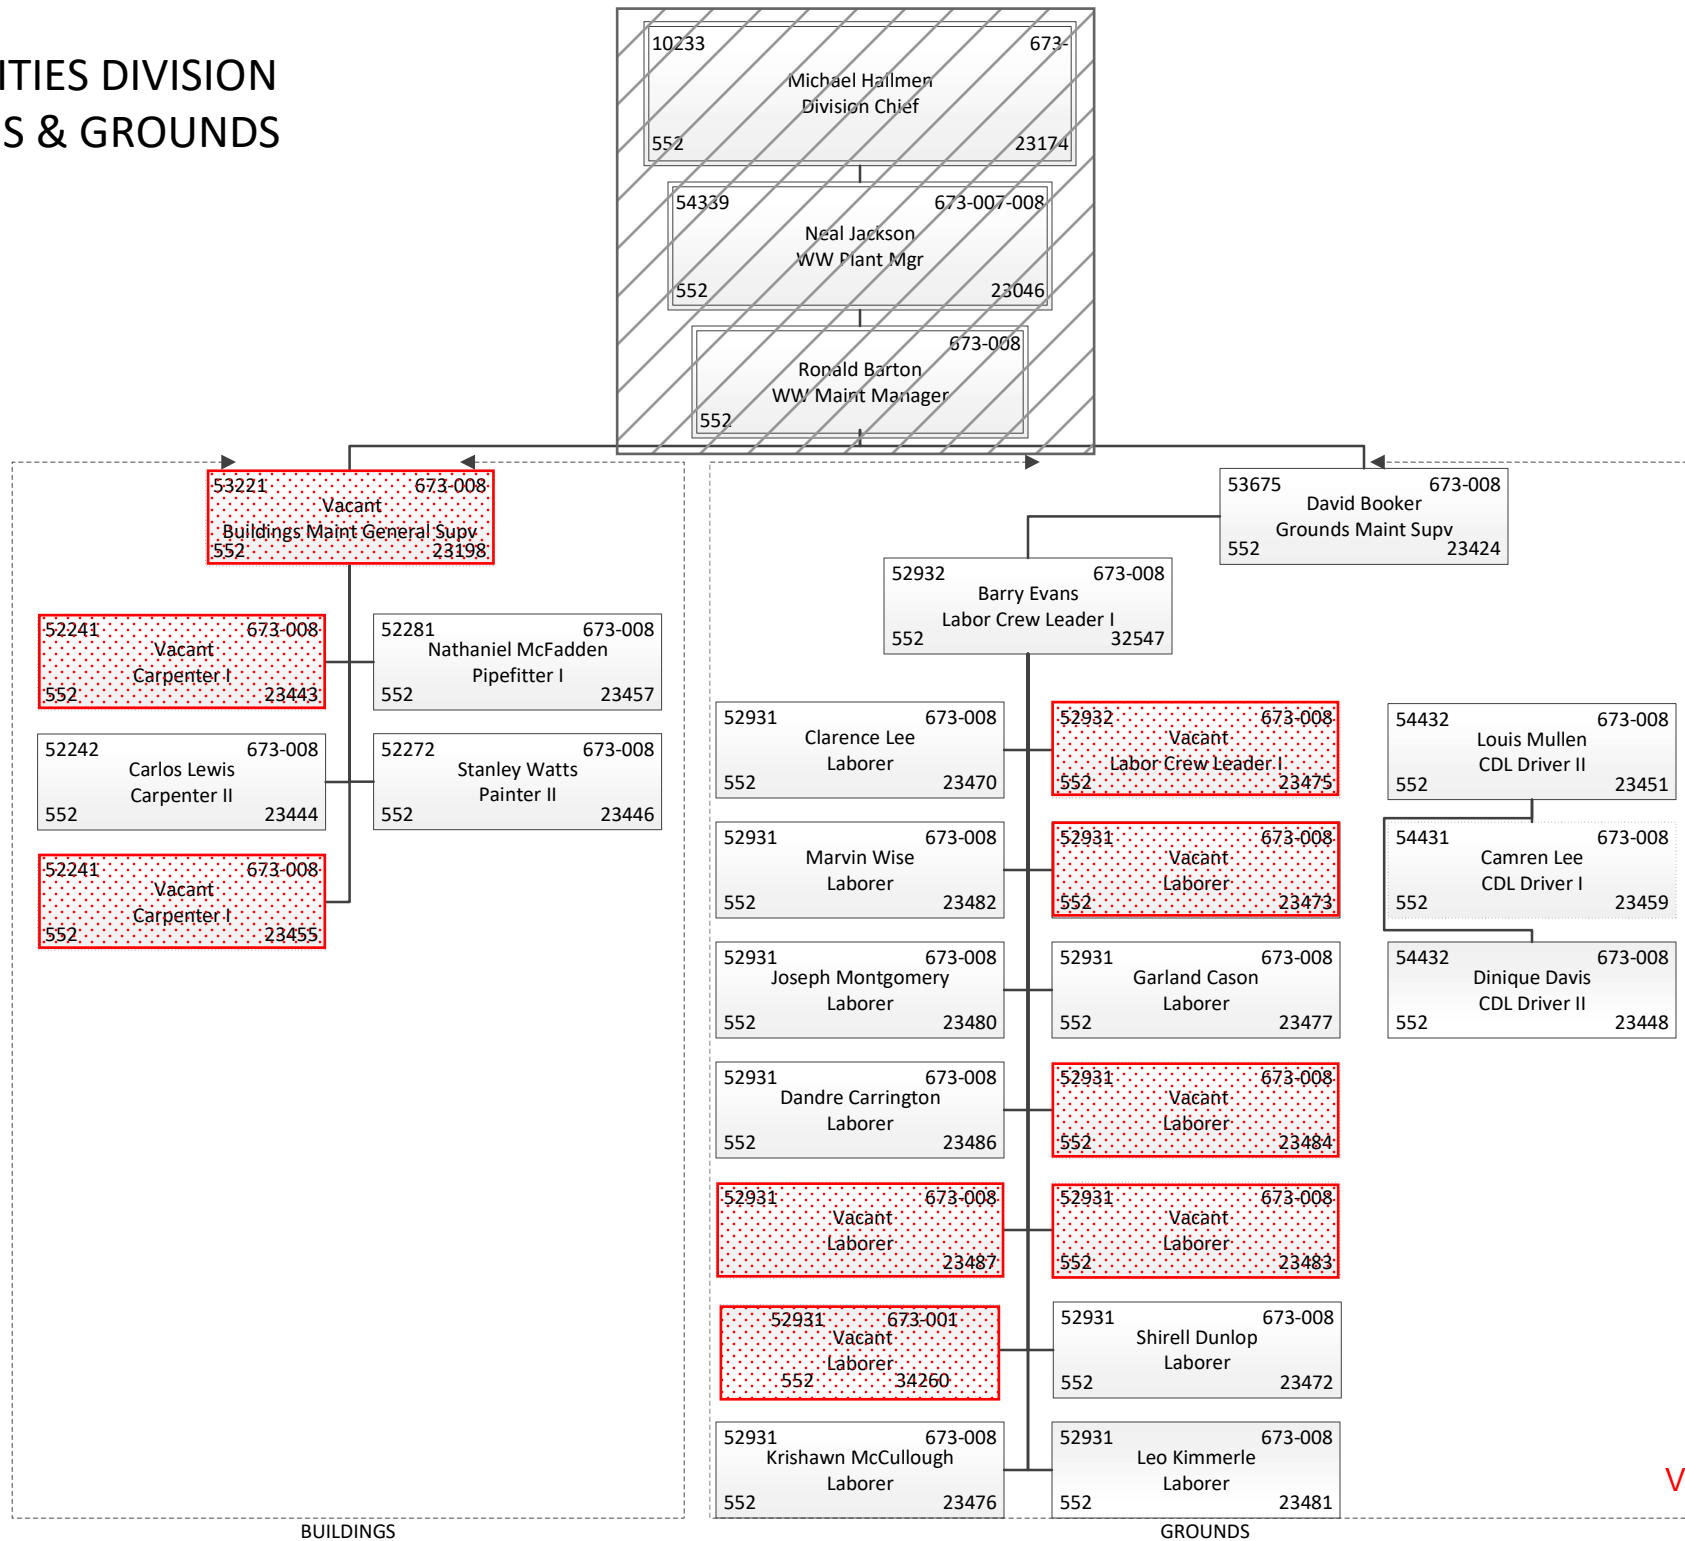 ITIES DIVISION
S & GROUNDS
10233 673-
Michael Hallmen
Division Chief
552 23174
54339 673-007-008
Neal Jackson
WW Plant Mgr
552 23046
673-008
Ronald Barton
WW Maint Manager
552
53221 673-008
Vacant
Buildings Maint General Supv
552 23198
52241 673-008
Vacant
Carpenter I
552 23443
52281 673-008
Nathaniel McFadden
Pipefitter I
552 23457
52242 673-008
Carlos Lewis
Carpenter II
552 23444
52272 673-008
Stanley Watts
Painter II
552 23446
52241 673-008
Vacant
Carpenter I
552 23455
BUILDINGS
53675 673-008
David Booker
Grounds Maint Supv
552 23424
52932 673-008
Barry Evans
Labor Crew Leader I
552 32547
52931 673-008
Clarence Lee
Laborer
552 23470
52932 673-008
Vacant
Labor Crew Leader I
552 23475
54432 673-008
Louis Mullen
CDL Driver II
552 23451
52931 673-008
Marvin Wise
Laborer
552 23482
52931 673-008
Vacant
Laborer
552 23473
54431 673-008
Camren Lee
CDL Driver I
552 23459
52931 673-008
Joseph Montgomery
Laborer
552 23480
52931 673-008
Garland Cason
Laborer
552 23477
54432 673-008
Dinique Davis
CDL Driver II
552 23448
52931 673-008
Dandre Carrington
Laborer
552 23486
52931 673-008
Vacant
Laborer
552 23484
52931 673-008
Vacant
Laborer
23487
52931 673-008
Vacant
Laborer
552 23483
52931 673-001
Vacant
Laborer
552 34260
52931 673-008
Shirell Dunlop
Laborer
552 23472
52931 673-008
Krishawn McCullough
Laborer
552 23476
52931 673-008
Leo Kimmerle
Laborer
552 23481
V
GROUNDS